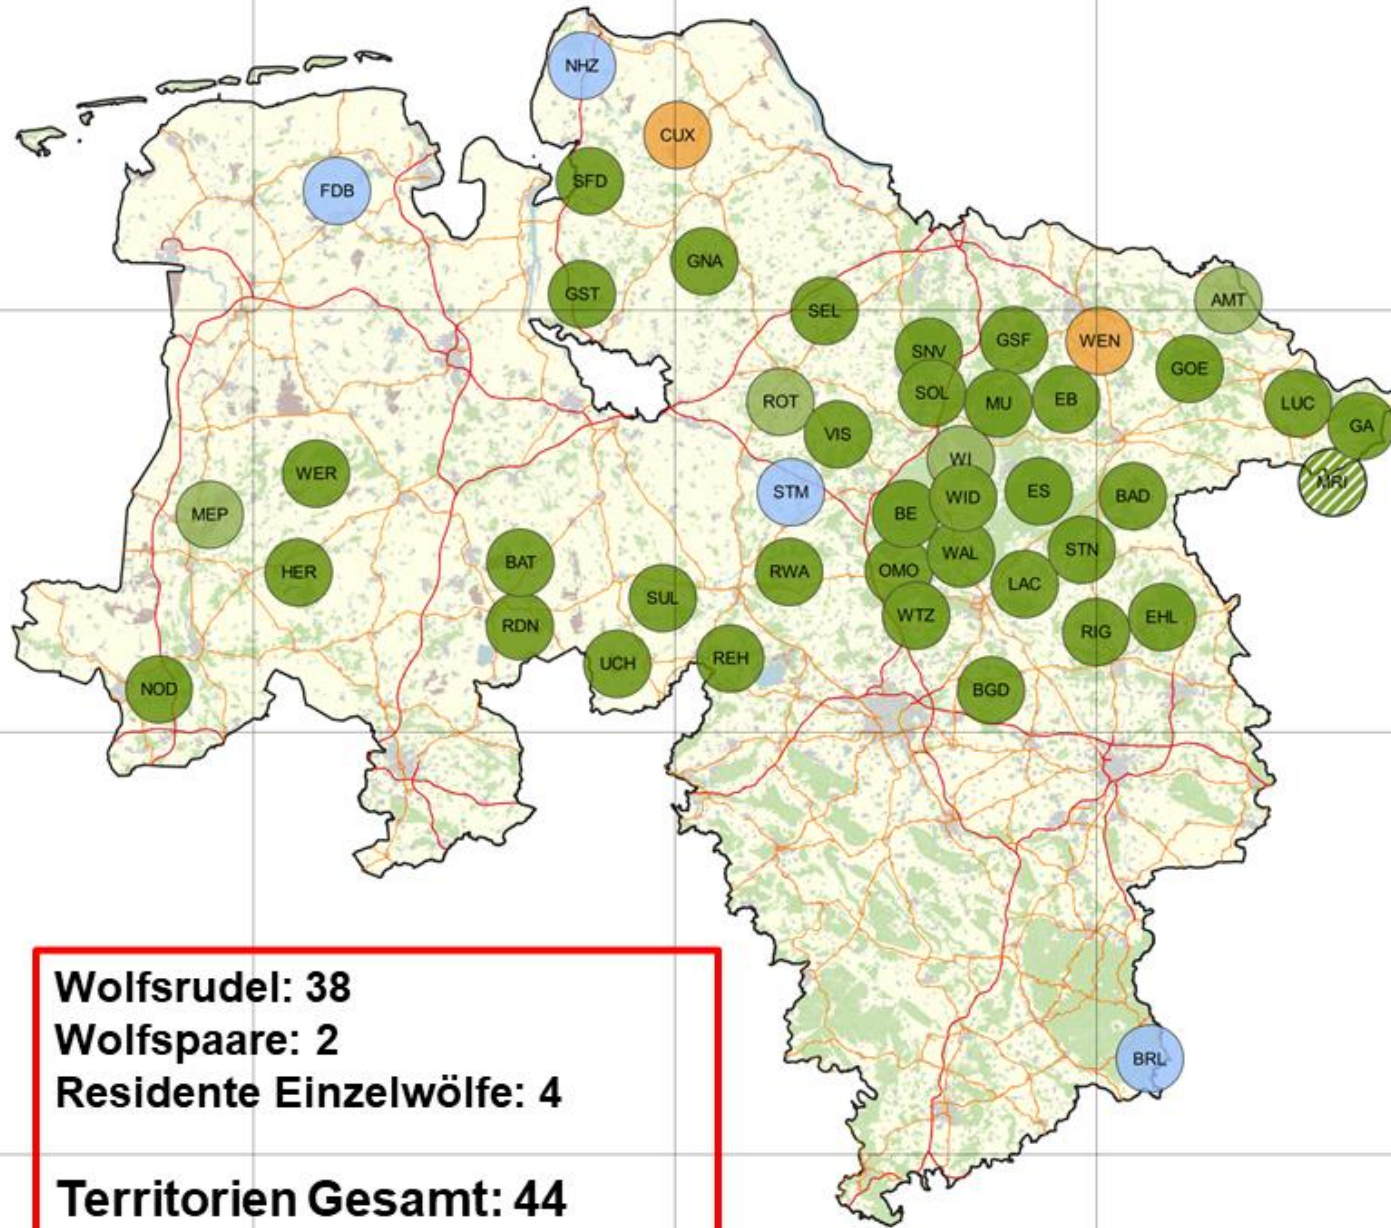 NHZ
CUX
SFD
FDB
GNA
GST
AMT
SEL
WEN
GSF
SNV
GOE
SOL
EB
ROT
MU
LUC
GA
VIS
WI
WER
MRI
ES
STM
BAD
WID
MEP
BE
STN
WAL
BAT
OMO
HER
RWA
LAC
SUL
WTZ
EHL
RDN
RIG
REH
UCH
NOD
BGD
BRL
Wolfsrudel: 38
Wolfspaare: 2
Residente Einzelwölfe: 4
Territorien Gesamt: 44